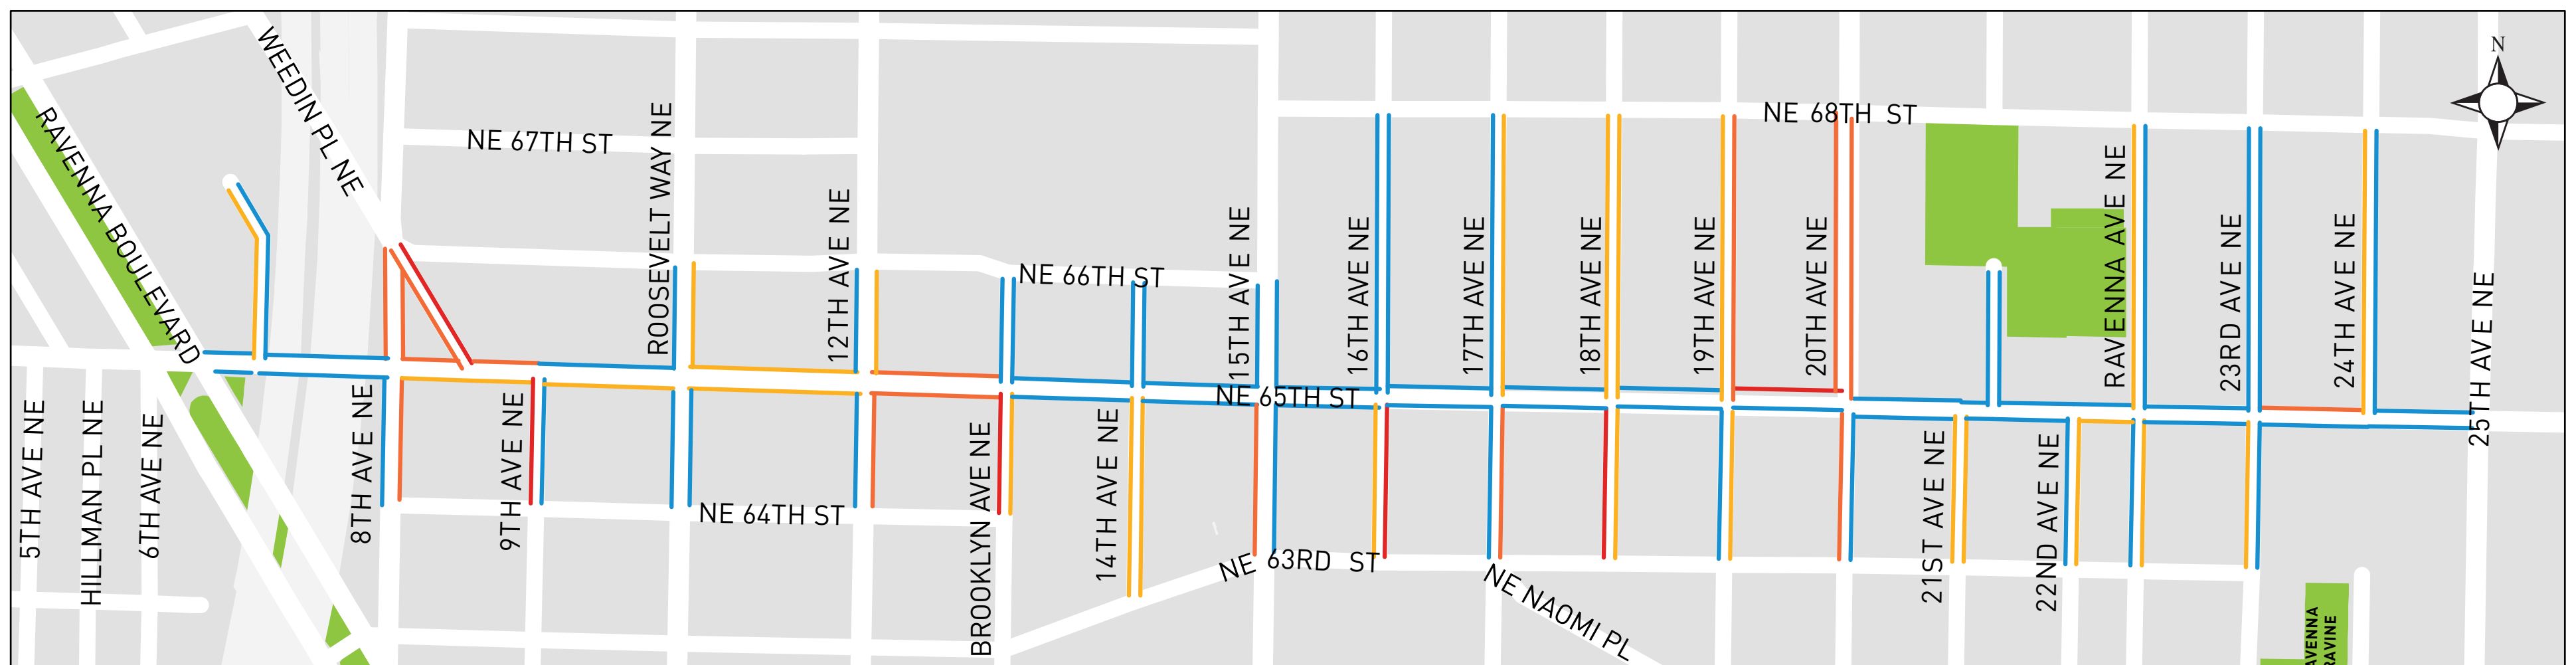 N
WEEDIN PL NE
RAVENNA BOULEVARD
NE 67TH ST
ROOSEVELT WAY NE
12TH AVE NE
NE 66TH ST
15TH AVE NE
16TH AVE NE
17TH AVE NE
18TH AVE NE
19TH AVE NE
20TH AVE NE
NE 68TH ST
RAVENNA AVE NE
23RD AVE NE
24TH AVE NE
25TH AVE NE
NE 65TH ST
5TH AVE NE
HILLMAN PL NE
6TH AVE NE
8TH AVE NE
9TH AVE NE
NE 64TH ST
BROOKLYN AVE NE
14TH AVE NE
NE 63RD ST
NE NAOMI PL
21ST AVE NE
22ND AVE NE
AVENNA
RAVINE